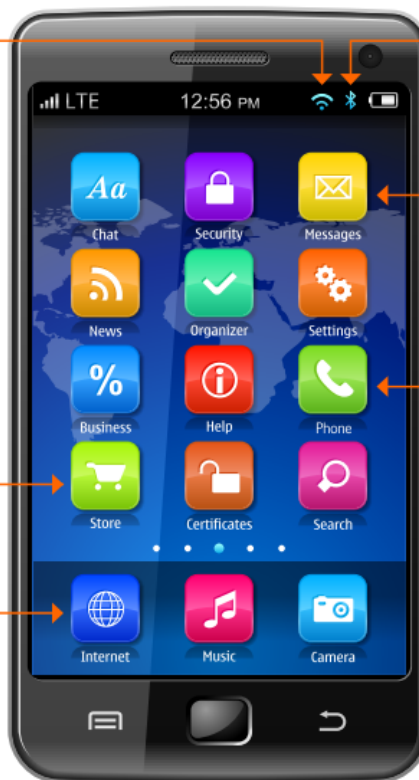 LTE 12:56 PM
Aa
Chat Security Messages
News Organizer Settings
%
Business Help Phone
Store Certificates Search
Internet Music Camera